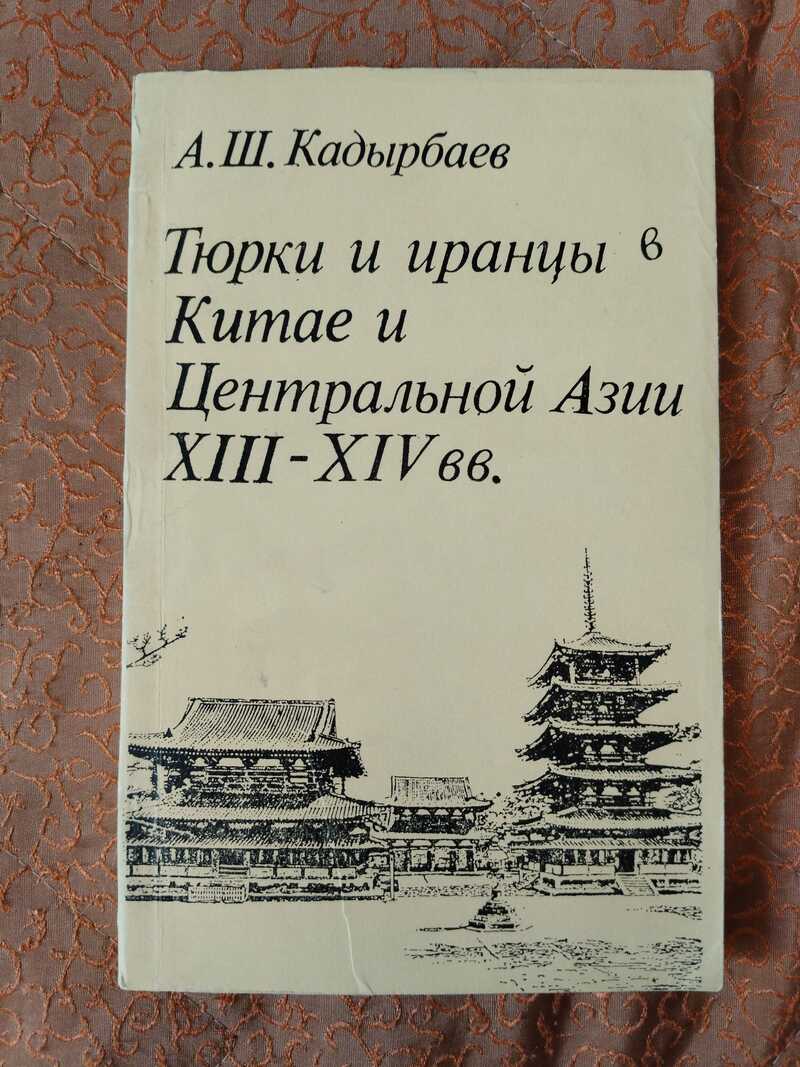 А. Ш. Кадырбаев
Тюрки и иранцы в
Китае и
Центральной Азии
XIII-XIV вв.